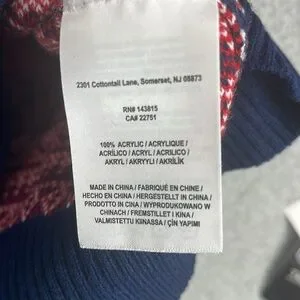 2301 Cottontail Lane, Somerset, NJ 08873
RN# 143815
CA# 22751
100% ACRYLIC / ACRYLIQUE /
ACRÍLICO / ACRYL / ACRILICO /
AKRYL / AKRYYLI / AKRİLİK
MADE IN CHINA / FABRIQUÉ EN CHINE /
HECHO EN CHINA / HERGESTELLT IN CHINA /
PRODOTTO IN CINA / WYPRODUKOWANO W
CHINACH / FREMSTILLET I KINA /
VALMISTETTU KIINASSA / ÇİN YAPIMI